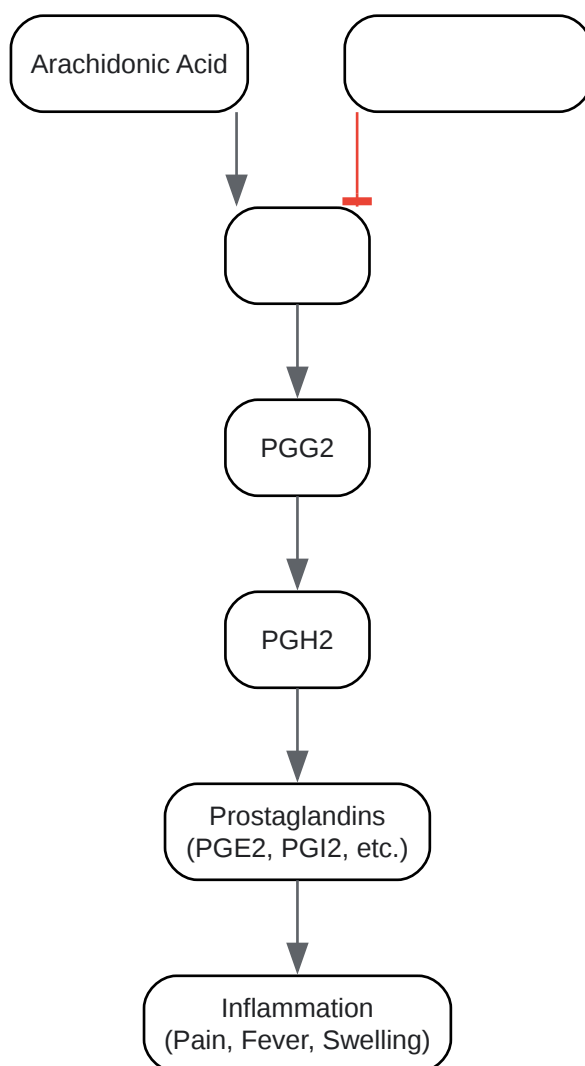 Arachidonic Acid
PGG2
PGH2
Prostaglandins
(PGE2, PGI2, etc.)
Inflammation
(Pain, Fever, Swelling)